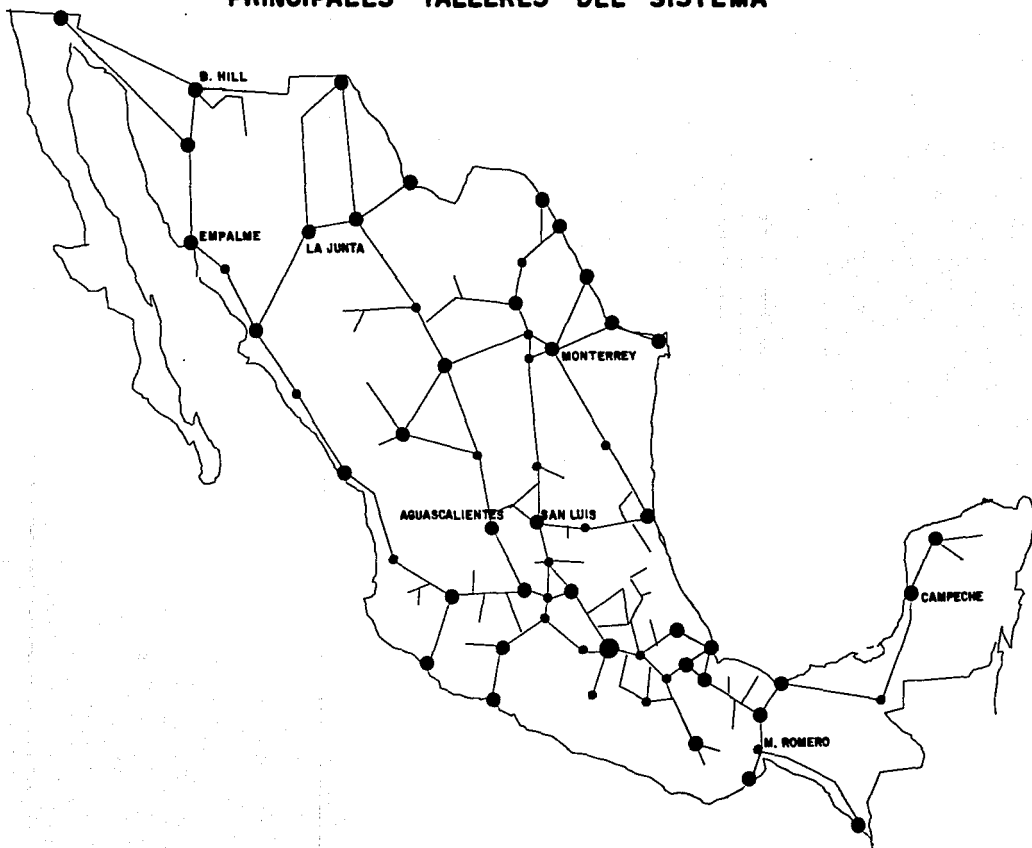 PRINCIPALES TALLERES DEL SISTEMA
B. HILL
EMPALME
LA JUNTA
MONTERREY
AGUASCALIENTES
SAN LUIS
CAMPECHE
M. ROMERO